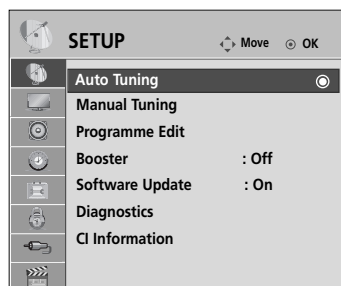 SETUP Move OK
Auto Tuning
Manual Tuning
Programme Edit
Booster : Off
Software Update : On
Diagnostics
CI Information